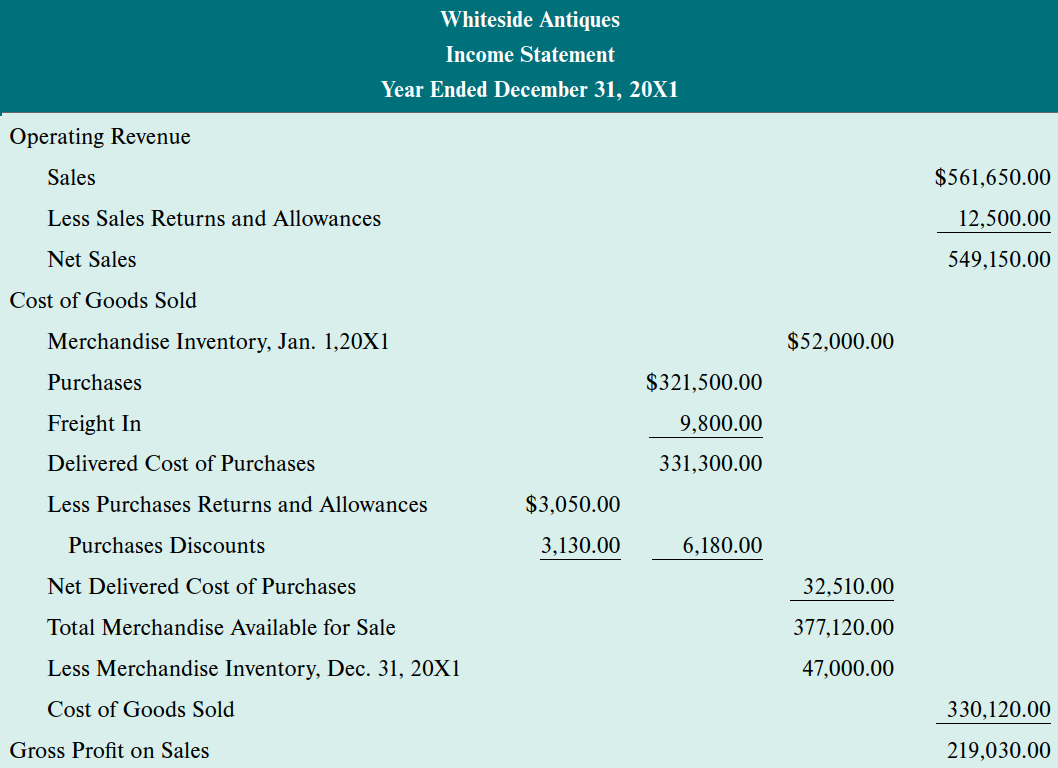 Whiteside Antiques
Income Statement
Year Ended December 31, 20X1
Operating Revenue
Sales $561,650.00
Less Sales Returns and Allowances 12,500.00
Net Sales 549,150.00
Cost of Goods Sold
Merchandise Inventory, Jan. 1,20X1 $52,000.00
Purchases $321,500.00
Freight In 9,800.00
Delivered Cost of Purchases 331,300.00
Less Purchases Returns and Allowances $3,050.00
Purchases Discounts 3,130.00 6,180.00
Net Delivered Cost of Purchases 32,510.00
Total Merchandise Available for Sale 377,120.00
Less Merchandise Inventory, Dec. 31, 20X1 47,000.00
Cost of Goods Sold 330,120.00
Gross Profit on Sales 219,030.00